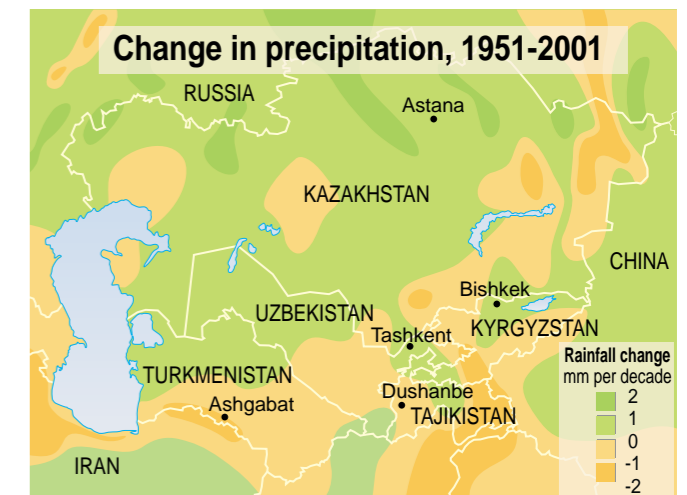 Change in precipitation, 1951-2001
RUSSIA
Astana
KAZAKHSTAN
CHINA
Bishkek
UZBEKISTAN
KYRGYZSTAN
Tashkent
Rainfall change
mm per decade
TURKMENISTAN
2
Dushanbe
Ashgabat
1
TAJIKISTAN
0
-1
IRAN
-2